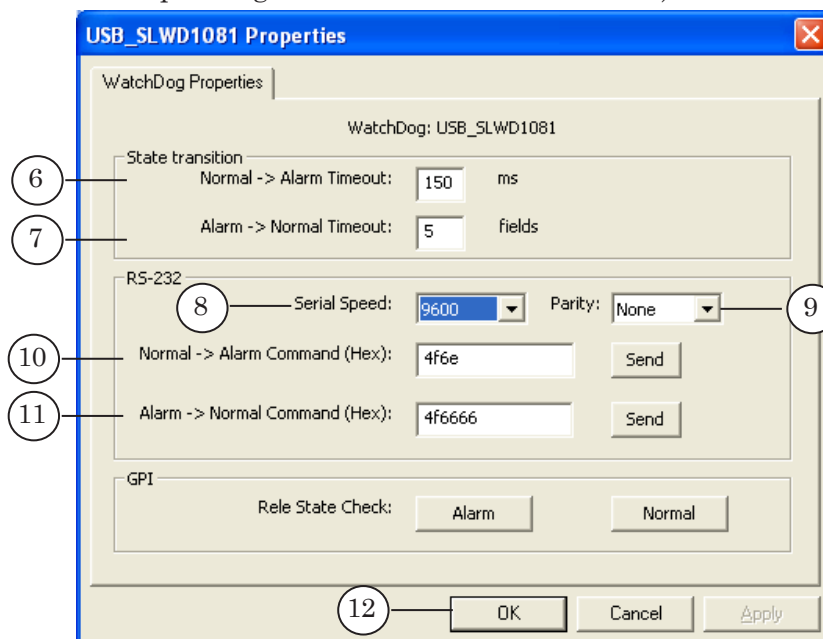 USB_SLWD1081 Properties
WatchDog Properties
WatchDog: USB_SLWD1081
State transition
6 Normal -> Alarm Timeout: 150 ms
7 Alarm -> Normal Timeout: 5 fields
RS-232
8 Serial Speed: 9600 Parity: None 9
10 Normal -> Alarm Command (Hex): 4f6e Send
11 Alarm -> Normal Command (Hex): 4f6666 Send
GPI
Rele State Check: Alarm Normal
12 OK Cancel Apply